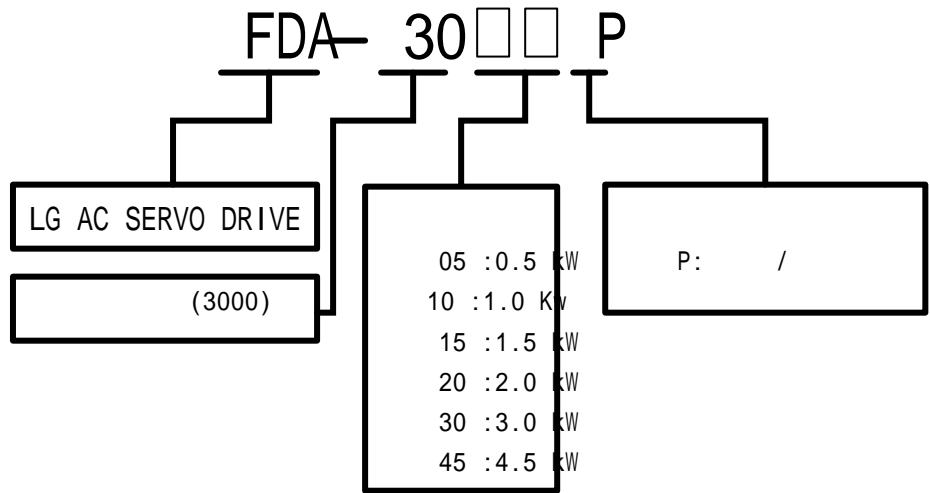 FDA- 30□□ P
LG AC SERVO DRIVE
(3000)
05 :0.5 kW
10 :1.0 Kw
15 :1.5 kW
20 :2.0 kW
30 :3.0 kW
45 :4.5 kW
P: /